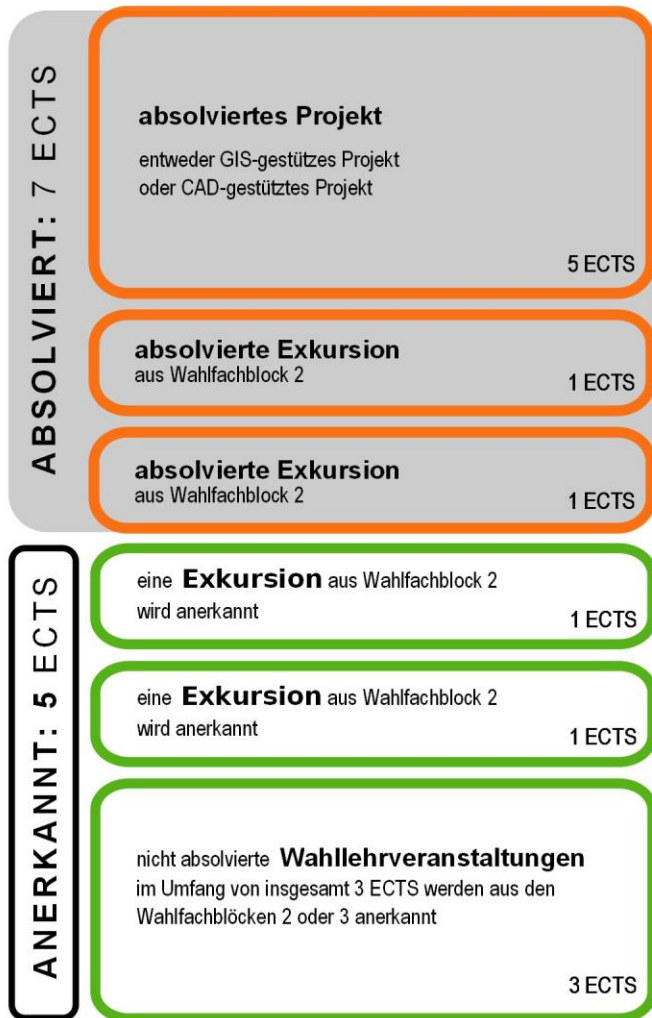 ABSOLVIERT: 7 ECTS
absolviertes Projekt
entweder GIS-gestützes Projekt
oder CAD-gestütztes Projekt
5 ECTS
absolvierte Exkursion
aus Wahlfachblock 2
1 ECTS
absolvierte Exkursion
aus Wahlfachblock 2
1 ECTS
ANERKANNT: 5 ECTS
eine Exkursion aus Wahlfachblock 2
wird anerkannt
1 ECTS
eine Exkursion aus Wahlfachblock 2
wird anerkannt
1 ECTS
nicht absolvierte Wahllehrveranstaltungen
im Umfang von insgesamt 3 ECTS werden aus den
Wahlfachblöcken 2 oder 3 anerkannt
3 ECTS